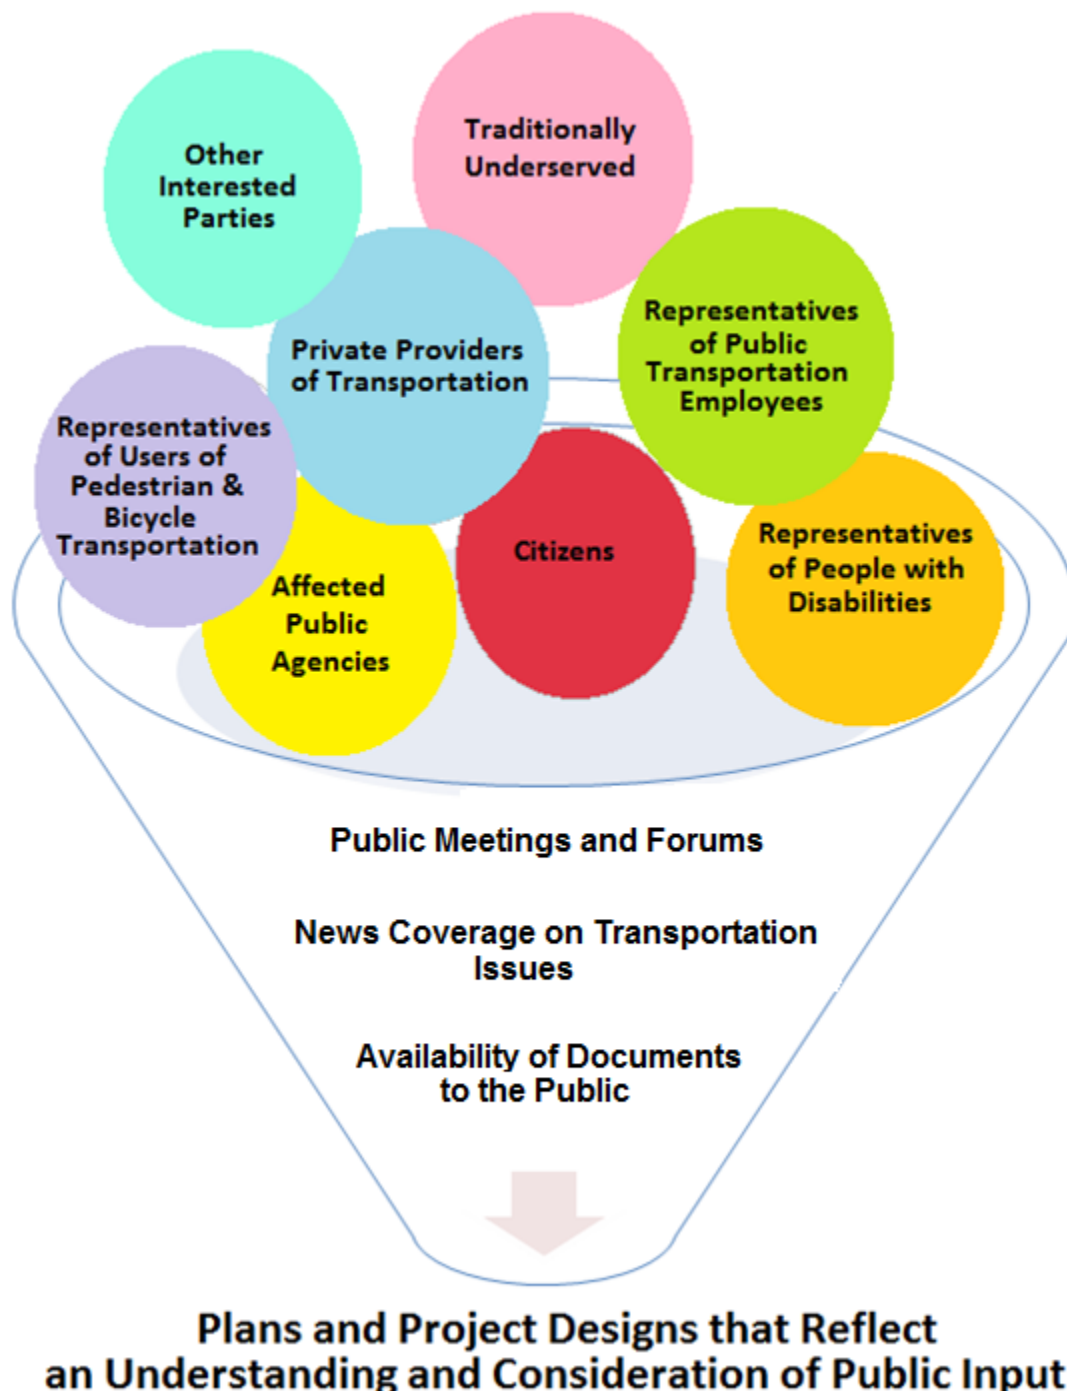 Traditionally
Underserved
Other
Interested
Parties
Representatives
of Public
Transportation
Employees
Private Providers
of Transportation
Representatives
of Users of
Pedestrian &
Bicycle
Transportation
Citizens
Representatives
of People with
Disabilities
Affected
Public
Agencies
Public Meetings and Forums
News Coverage on Transportation
Issues
Availability of Documents
to the Public
Plans and Project Designs that Reflect
an Understanding and Consideration of Public Input